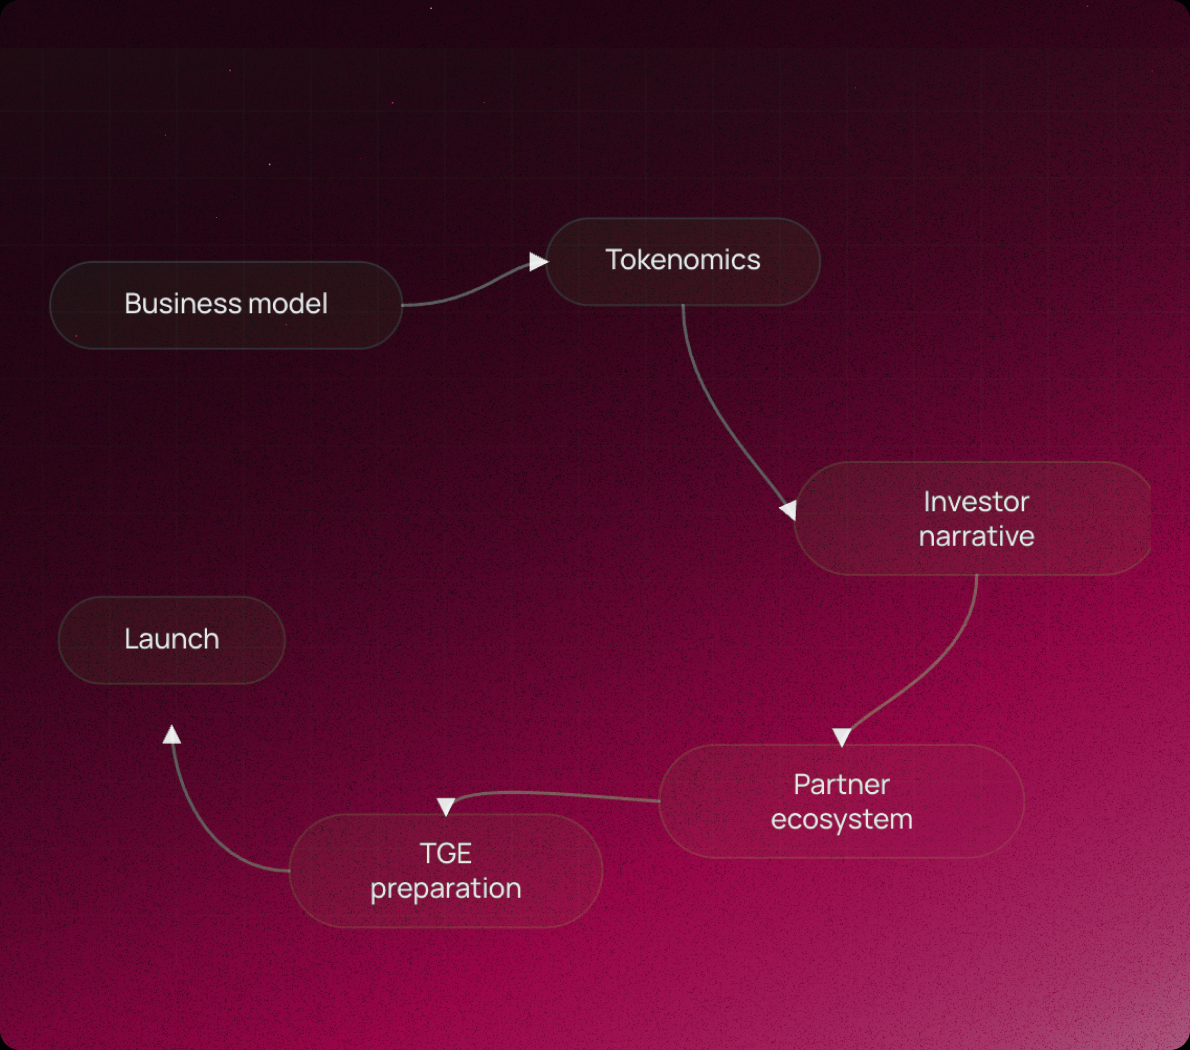 Business model
Tokenomics
Investor
narrative
Partner
ecosystem
TGE
preparation
Launch